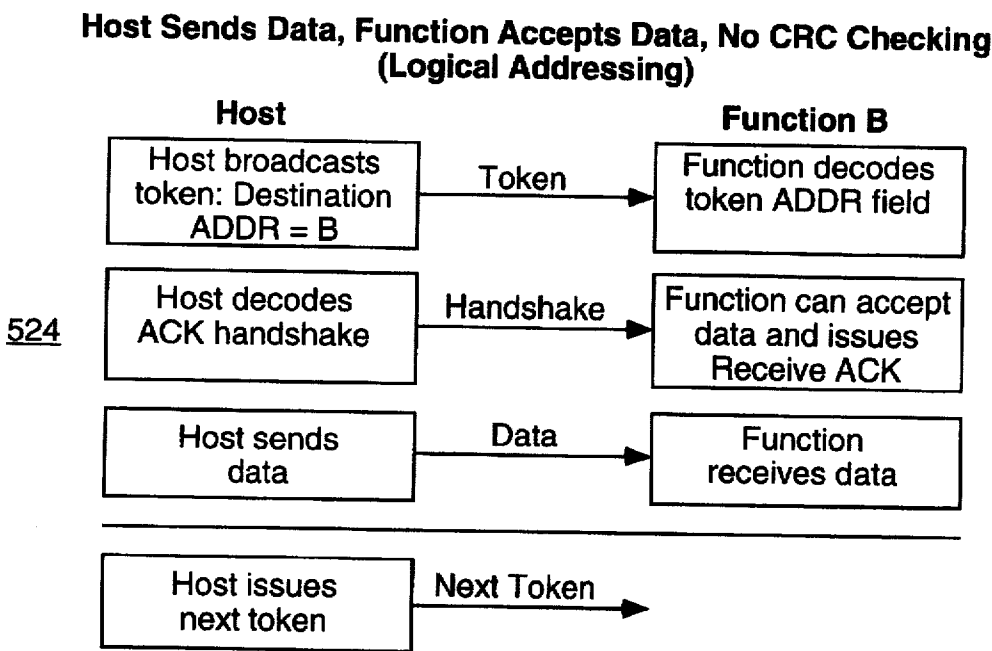 Host Sends Data, Function Accepts Data, No CRC Checking
(Logical Addressing)
Host
Function B
Host broadcasts
token: Destination
ADDR = B
Token
Function decodes
token ADDR field
524
Host decodes
ACK handshake
Handshake
Function can accept
data and issues
Receive ACK
Host sends
data
Data
Function
receives data
Host issues
next token
Next Token